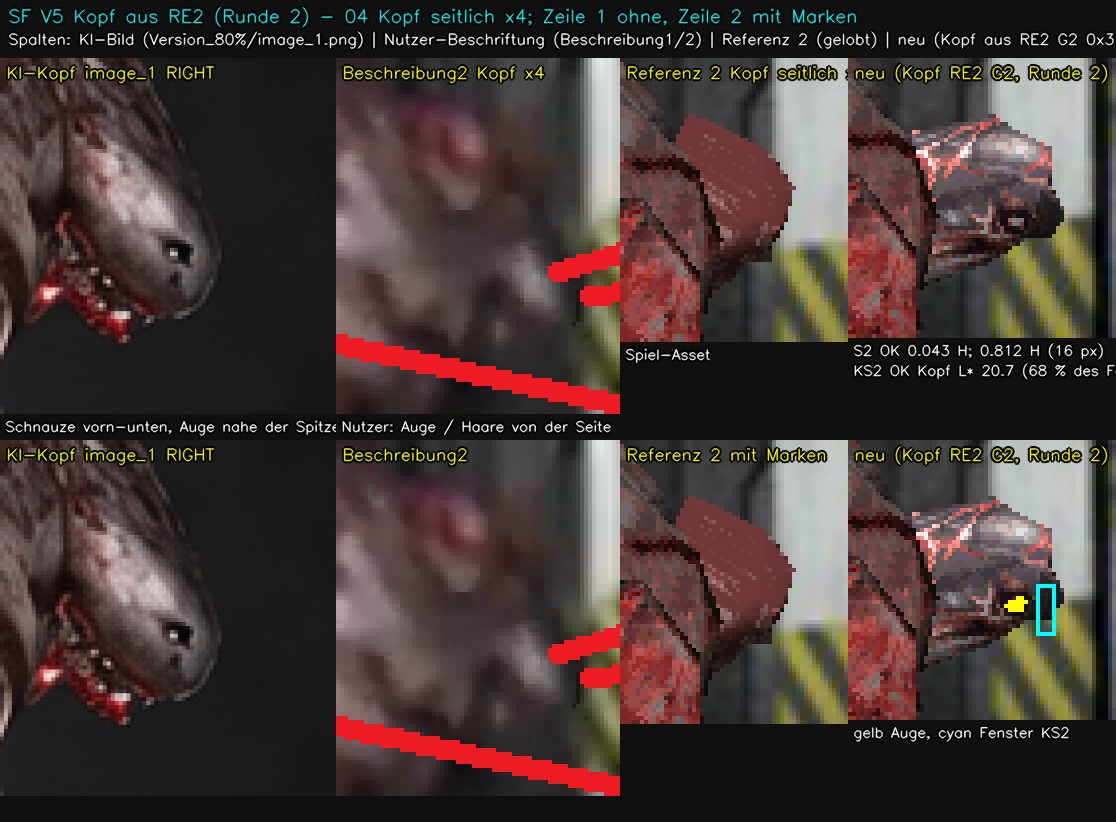 SF V5 Kopf aus RE2 (Runde 2) – 04 Kopf seitlich x4; Zeile 1 ohne, Zeile 2 mit Marken
Spalten: KI-Bild (Version_80%/image_1.png) | Nutzer-Beschriftung (Beschreibung1/2) | Referenz 2 (gelobt) | neu (Kopf aus RE2 G2 0x3
KI-Kopf image_1 RIGHT
Beschreibung2 Kopf x4
Referenz 2 Kopf seitlich
neu (Kopf RE2 G2, Runde 2)
Spiel-Asset
S2 OK 0.043 H; 0.812 H (16 px)
KS2 OK Kopf L* 20.7 (68 % des F
Schnauze vorn-unten, Auge nahe der Spitze
Nutzer: Auge / Haare von der Seite
KI-Kopf image_1 RIGHT
Beschreibung2
Referenz 2 mit Marken
neu (Kopf RE2 G2, Runde 2)
gelb Auge, cyan Fenster KS2